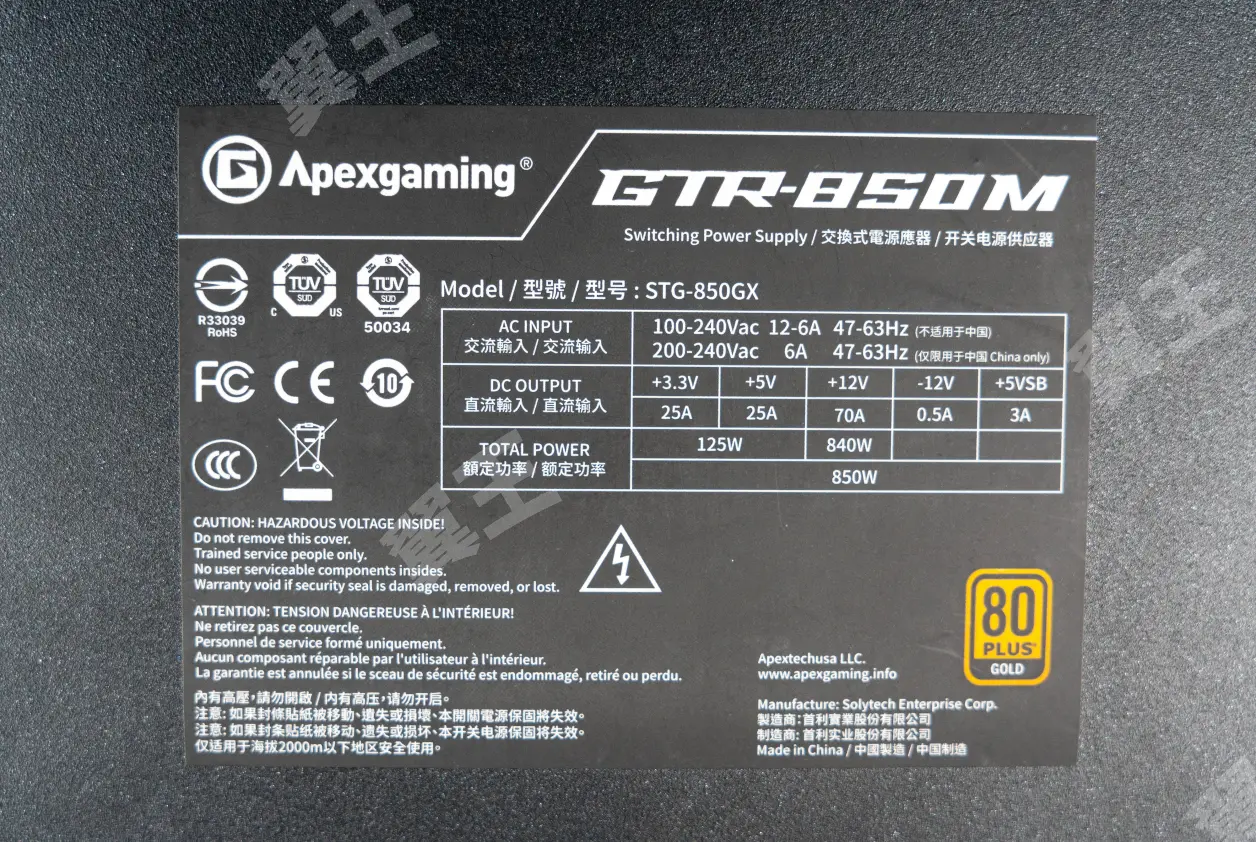 翼王
Apexgaming®
GTR-850M
Switching Power Supply / 交換式電源應器 / 开关电源供应器
R33039
RoHS
TÜV
SÜD
C US
TÜV
SÜD
50034
Model / 型號 / 型号 : STG-850GX
AC INPUT
交流輸入 / 交流输入
100-240Vac 12-6A 47-63Hz (不适用于中国)
200-240Vac 6A 47-63Hz (仅限用于中国 China only)
FC CE 10
DC OUTPUT
直流輸入 / 直流输入
+3.3V +5V +12V -12V +5VSB
25A 25A 70A 0.5A 3A
CCC
TOTAL POWER
額定功率 / 额定功率
125W 840W
850W
翼王
翼王
CAUTION: HAZARDOUS VOLTAGE INSIDE!
Do not remove this cover.
Trained service people only.
No user serviceable components insides.
Warranty void if security seal is damaged, removed, or lost.
ATTENTION: TENSION DANGEREUSE À L'INTÉRIEUR!
Ne retirez pas ce couvercle.
Personnel de service formé uniquement.
Aucun composant réparable par l'utilisateur à l'intérieur.
La garantie est annulée si le sceau de sécurité est endommagé, retiré ou perdu.
內有高壓,請勿開啟 / 内有高压,请勿开启。
注意: 如果封條貼紙被移動、遺失或損壞、本開關電源保固將失效。
注意: 如果封条贴纸被移动、遗失或损坏、本开关电源保固将失效。
仅适用于海拔2000m以下地区安全使用。
80
PLUS
GOLD
Apextechusa LLC.
www.apexgaming.info
Manufacture: Solytech Enterprise Corp.
製造商: 首利實業股份有限公司
制造商: 首利实业股份有限公司
Made in China / 中國製造 / 中国制造